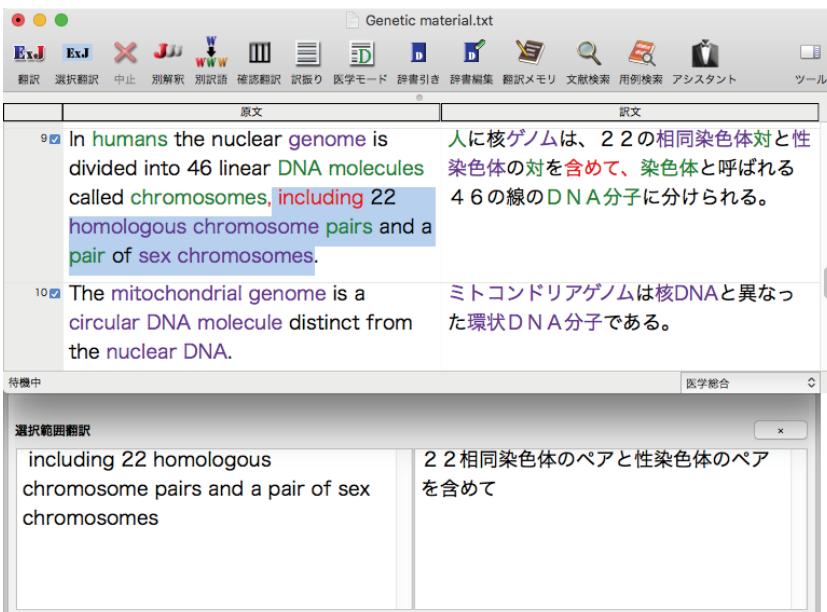 Genetic material.txt
ExJ ExJ JJJ W WWW D D D
翻訳 選択翻訳 中止 別解釈 別訳語 確認翻訳 訳振り 医学モード 辞書引き 辞書編集 翻訳メモリ 文献検索 用例検索 アシスタント ツール
原文 訳文
9 In humans the nuclear genome is
divided into 46 linear DNA molecules
called chromosomes, including 22
homologous chromosome pairs and a
pair of sex chromosomes.
人に核ゲノムは、２２の相同染色体対と性
染色体の対を含めて、染色体と呼ばれる
４６の線のＤＮＡ分子に分けられる。
10 The mitochondrial genome is a
circular DNA molecule distinct from
the nuclear DNA.
ミトコンドリアゲノムは核DNAと異なっ
た環状ＤＮＡ分子である。
待機中 医学総合
選択範囲翻訳 ×
including 22 homologous
chromosome pairs and a pair of sex
chromosomes
２２相同染色体のペアと性染色体のペア
を含めて